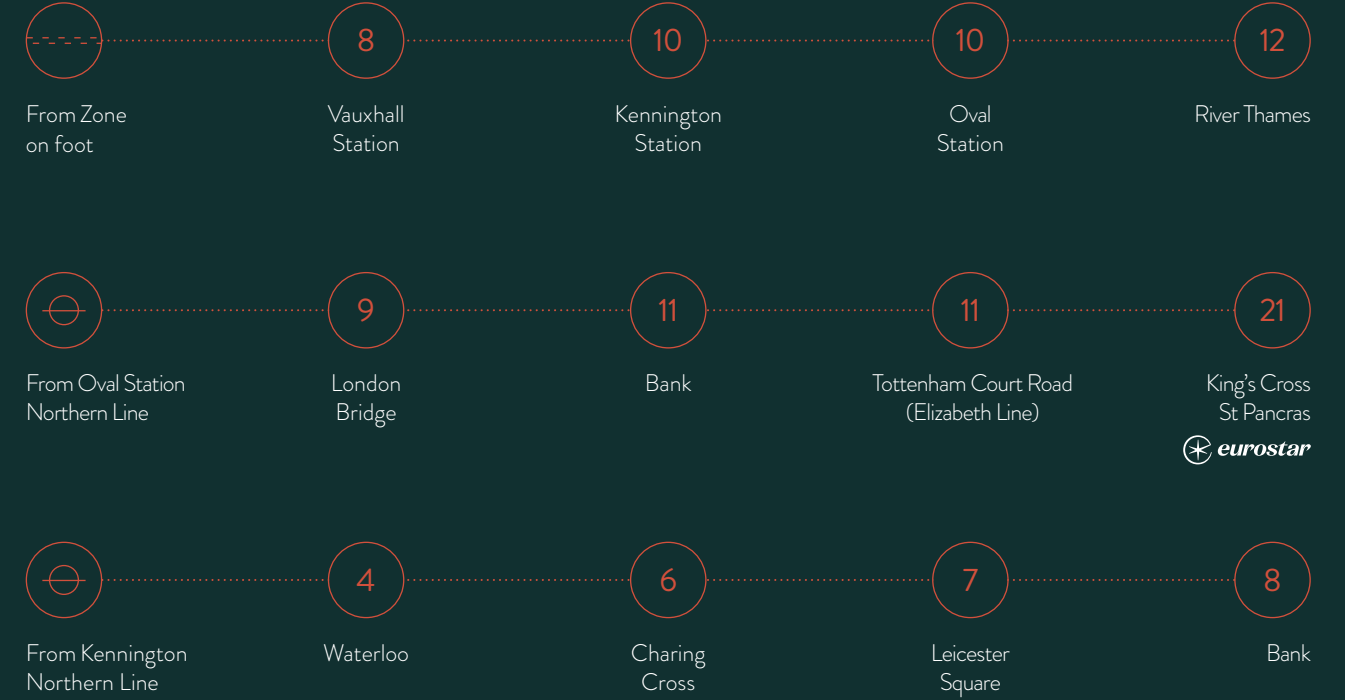 8
10
10
12
From Zone
on foot
Vauxhall
Station
Kennington
Station
Oval
Station
River Thames
9
11
11
21
From Oval Station
Northern Line
London
Bridge
Bank
Tottenham Court Road
(Elizabeth Line)
King's Cross
St Pancras
eurostar
4
6
7
8
From Kennington
Northern Line
Waterloo
Charing
Cross
Leicester
Square
Bank